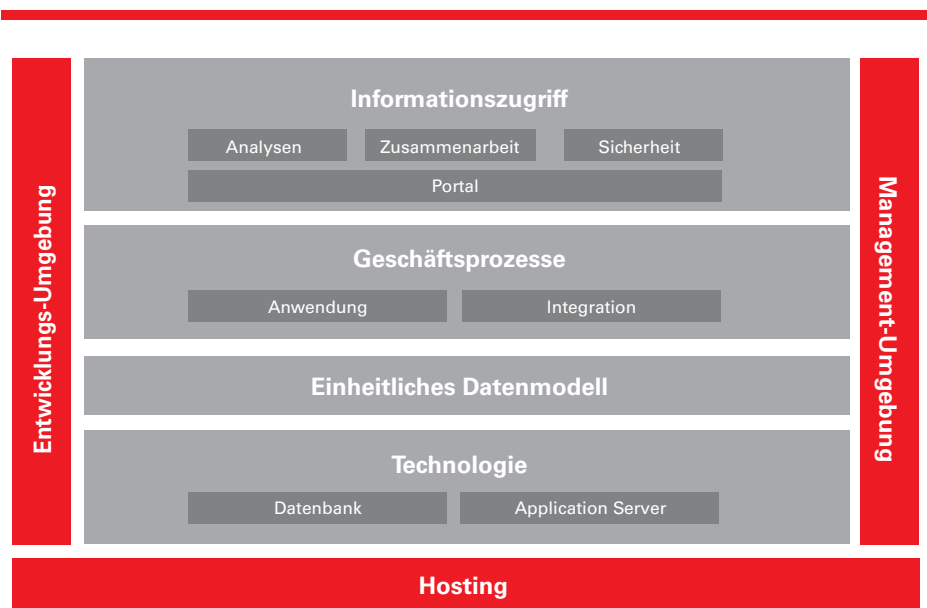 Entwicklungs-Umgebung
Informationszugriff
Analysen
Zusammenarbeit
Sicherheit
Portal
Geschäftsprozesse
Anwendung
Integration
Einheitliches Datenmodell
Technologie
Datenbank
Application Server
Management-Umgebung
Hosting